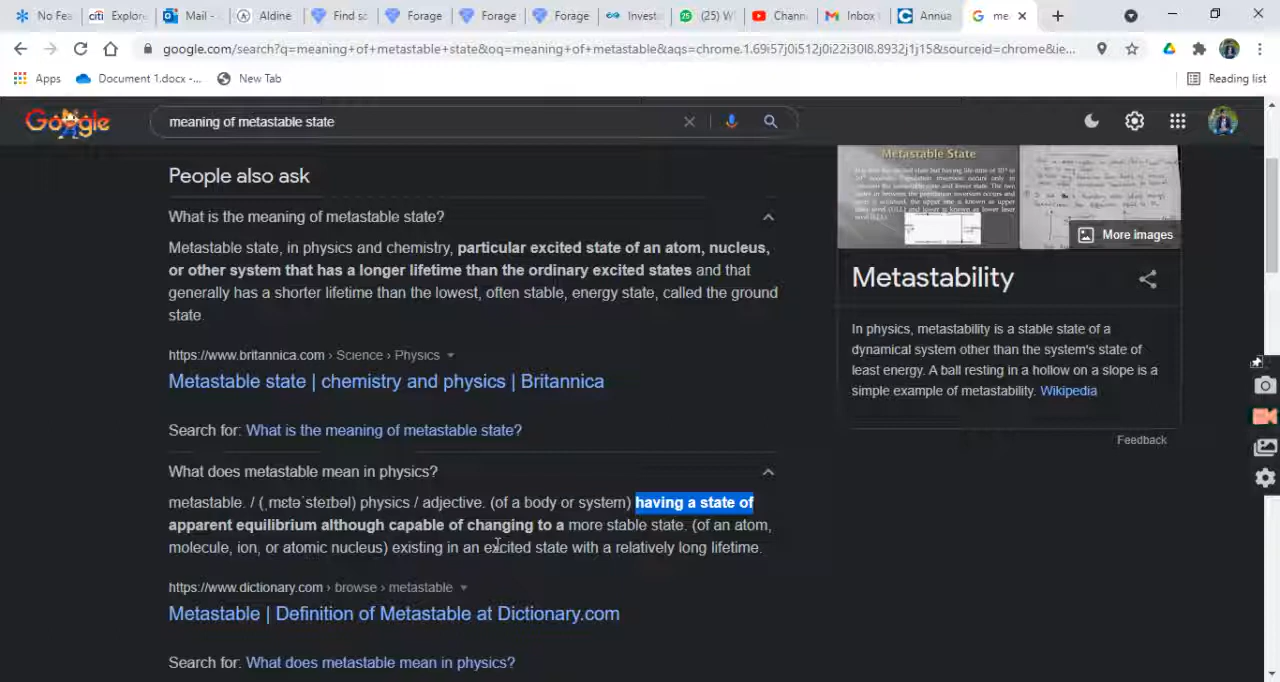 No Fea
citi Explore
Mail -
Aldine
Find sc
Forage
Forage
Forage
Invest
(25) W
Chann
Inbox
Annua
me
google.com/search?q=meaning+of+metastable+state&oq=meaning+of+metastable&aqs=chrome.1.69i57j0i512j0i22i30l8.8932j1j15&sourceid=chrome&ie...
Apps
Document 1.docx -...
New Tab
Reading list
Google
meaning of metastable state
People also ask
What is the meaning of metastable state?
Metastable state, in physics and chemistry, particular excited state of an atom, nucleus,
or other system that has a longer lifetime than the ordinary excited states and that
generally has a shorter lifetime than the lowest, often stable, energy state, called the ground
state.
https://www.britannica.com › Science › Physics
Metastable state | chemistry and physics | Britannica
Search for: What is the meaning of metastable state?
What does metastable mean in physics?
metastable. / (ˌmɛtəˈsteɪbəl) physics / adjective. (of a body or system) having a state of
apparent equilibrium although capable of changing to a more stable state. (of an atom,
molecule, ion, or atomic nucleus) existing in an excited state with a relatively long lifetime.
https://www.dictionary.com › browse › metastable
Metastable | Definition of Metastable at Dictionary.com
Search for: What does metastable mean in physics?
Metastable State
More images
Metastability
In physics, metastability is a stable state of a
dynamical system other than the system's state of
least energy. A ball resting in a hollow on a slope is a
simple example of metastability. Wikipedia
Feedback